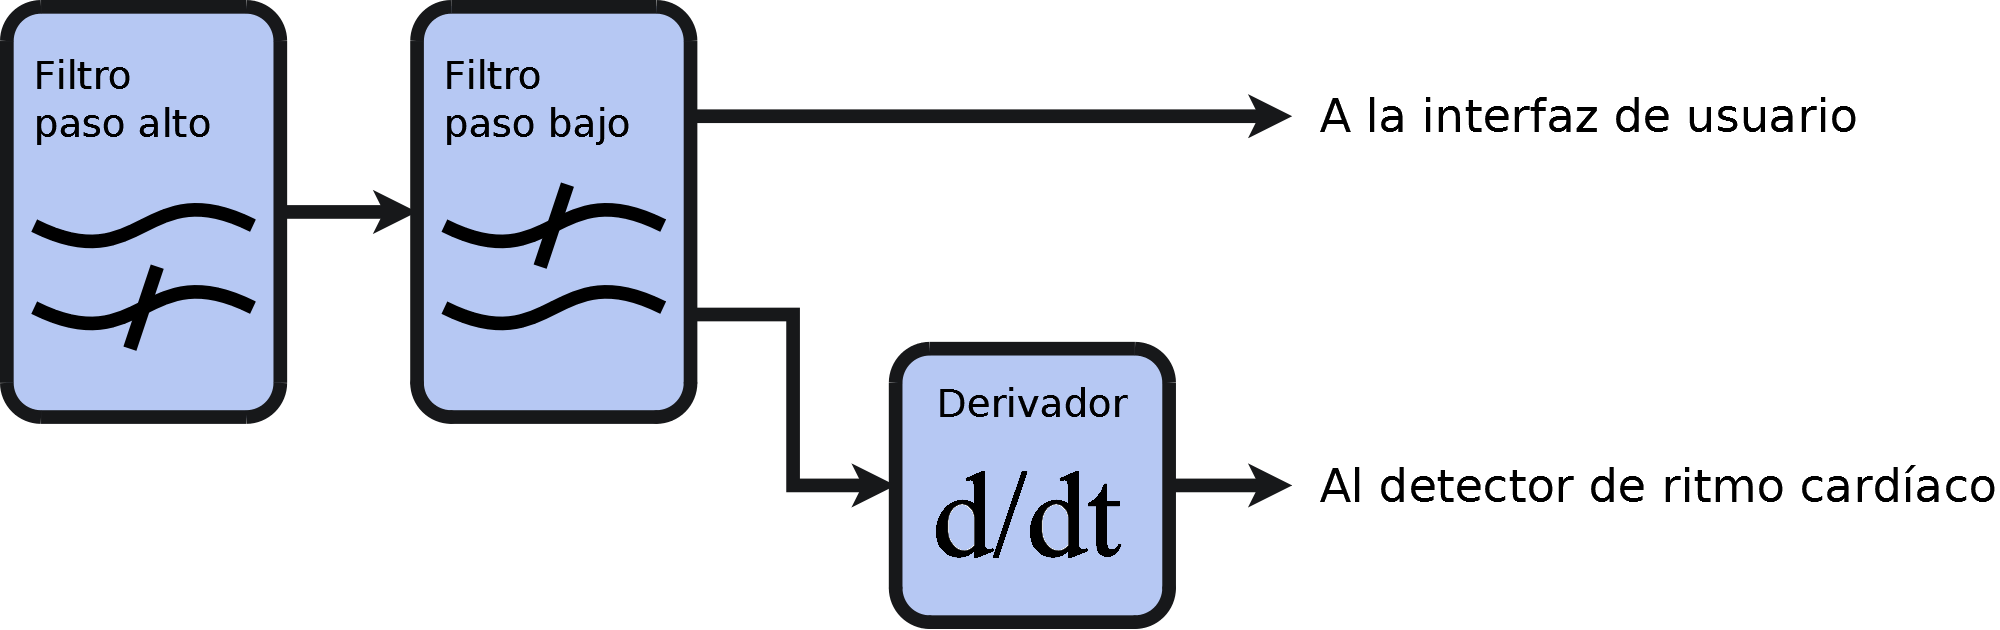 Filtro
paso alto
Filtro
paso bajo
A la interfaz de usuario
Derivador
d/dt
Al detector de ritmo cardíaco